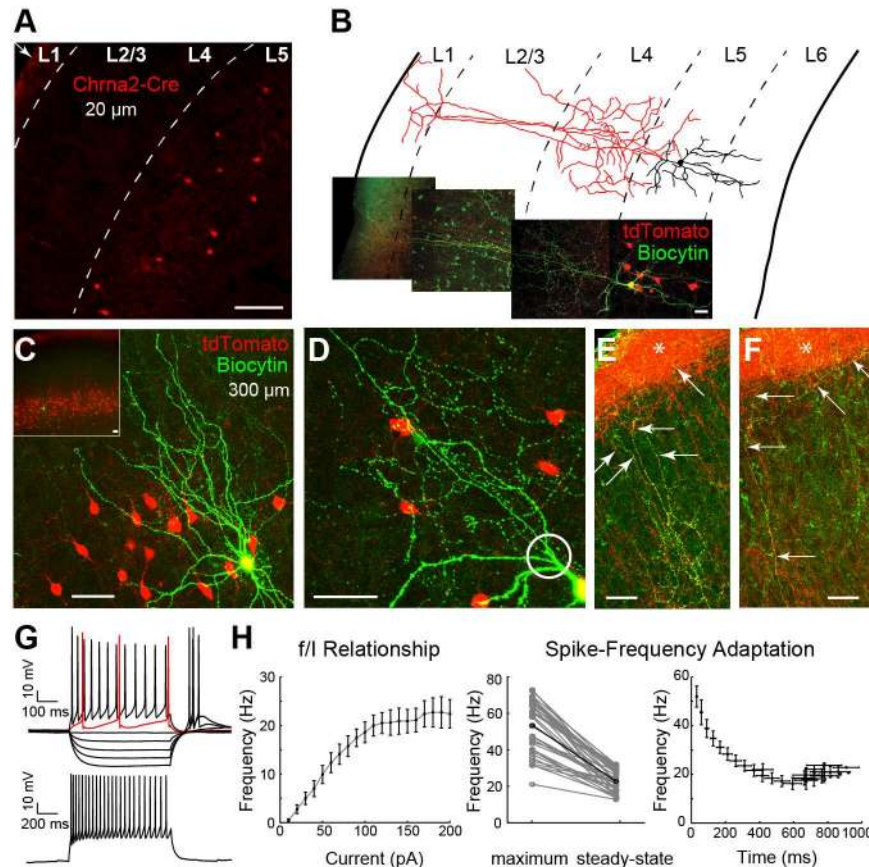 A
L1 L2/3 L4 L5
Chrna2-Cre
20 µm
B
L1 L2/3 L4 L5 L6
tdTomato
Biocytin
C
tdTomato
Biocytin
300 µm
D
E
*
F
*
G
10 mV
100 ms
10 mV
200 ms
H
f/I Relationship
Frequency (Hz)
30
20
10
0
0 50 100 150 200
Current (pA)
Spike-Frequency Adaptation
Frequency (Hz)
80
60
40
20
0
maximum steady-state
Frequency (Hz)
60
40
20
0
0 200 400 600 800 1000
Time (ms)